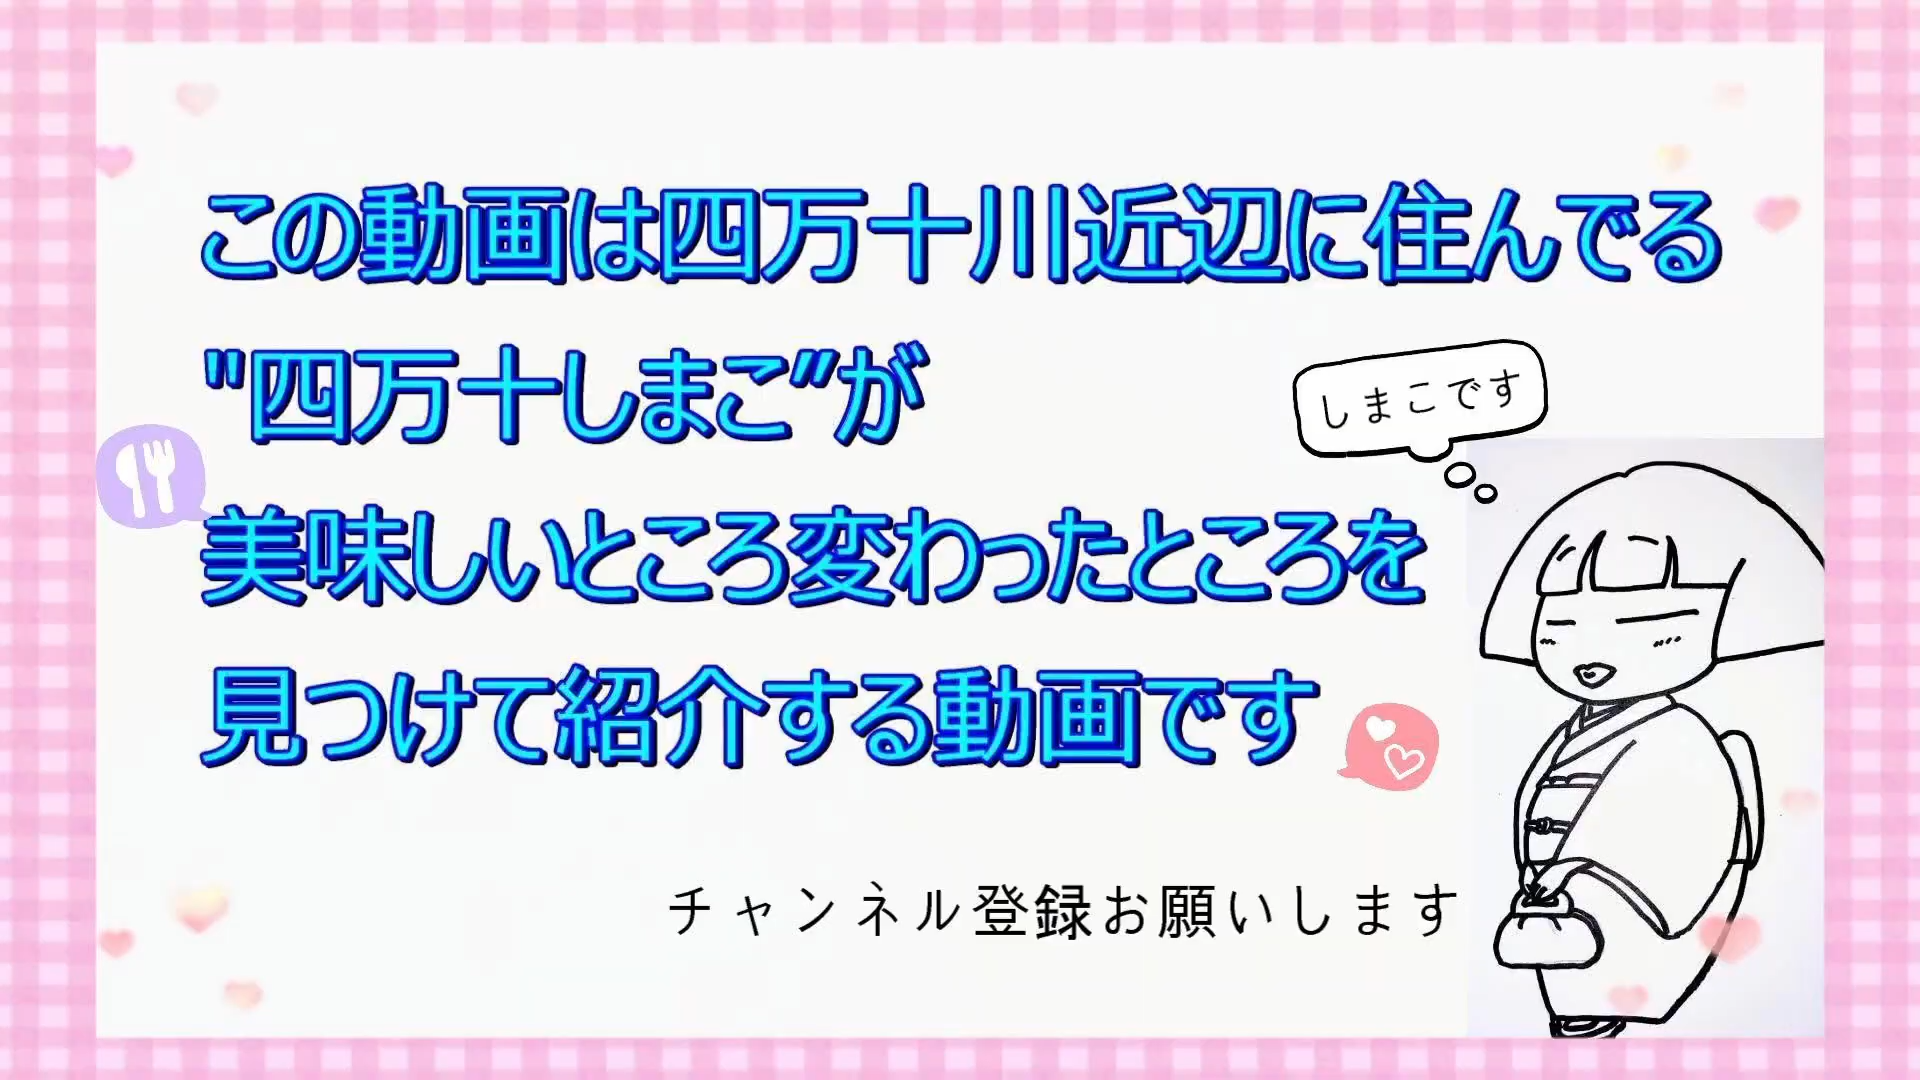 この動画は四万十川近辺に住んでる
"四万十しまこ”が
しまこです
美味しいところ変わったところを
見つけて紹介する動画です
チャンネル登録お願いします